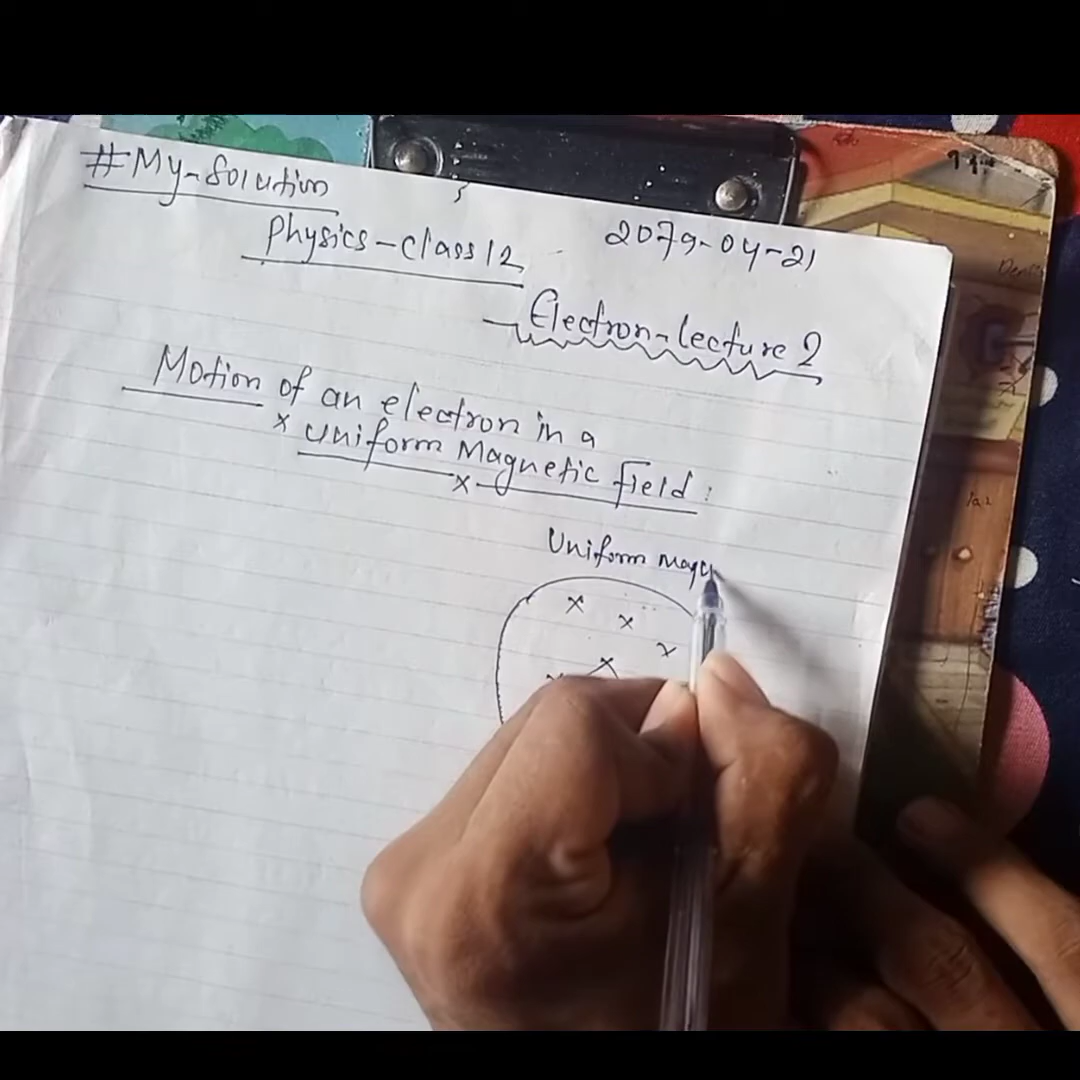 #My-Solution
Physics-class 12
2079-04-21
Electron-lecture 2
Motion of an electron in a
Uniform Magnetic Field:
Uniform Mag